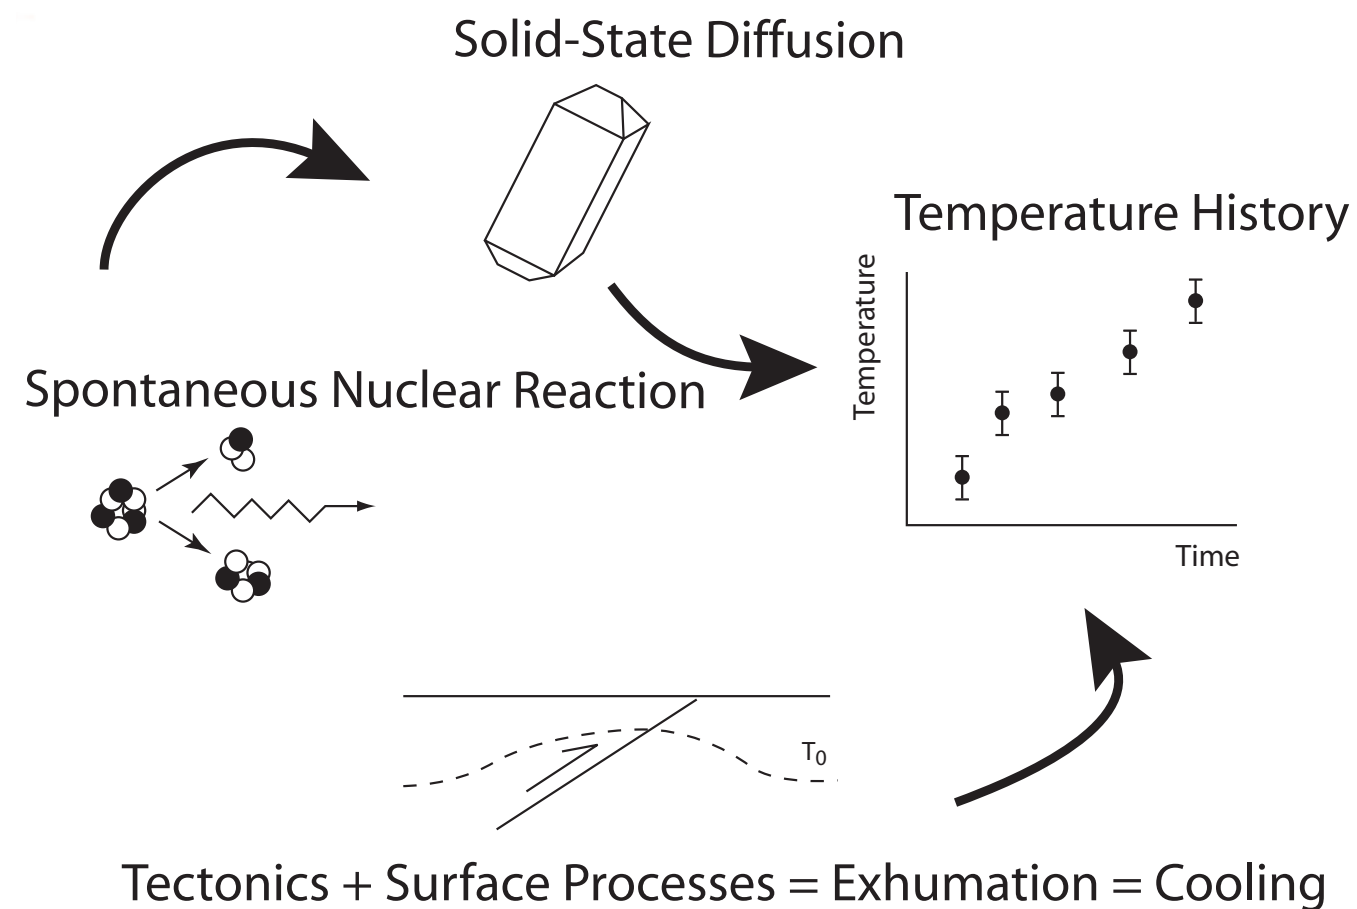 Solid-State Diffusion
Temperature History
Temperature
Spontaneous Nuclear Reaction
Time
T0
Tectonics + Surface Processes = Exhumation = Cooling